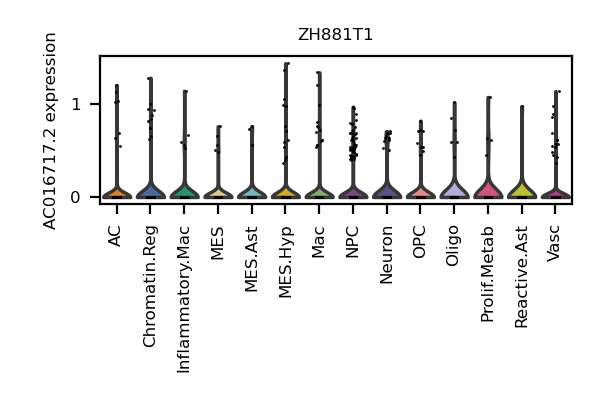 ZH881T1
AC016717.2 expression
1
0
AC
Chromatin.Reg
Inflammatory.Mac
MES
MES.Ast
MES.Hyp
Mac
NPC
Neuron
OPC
Oligo
Prolif.Metab
Reactive.Ast
Vasc